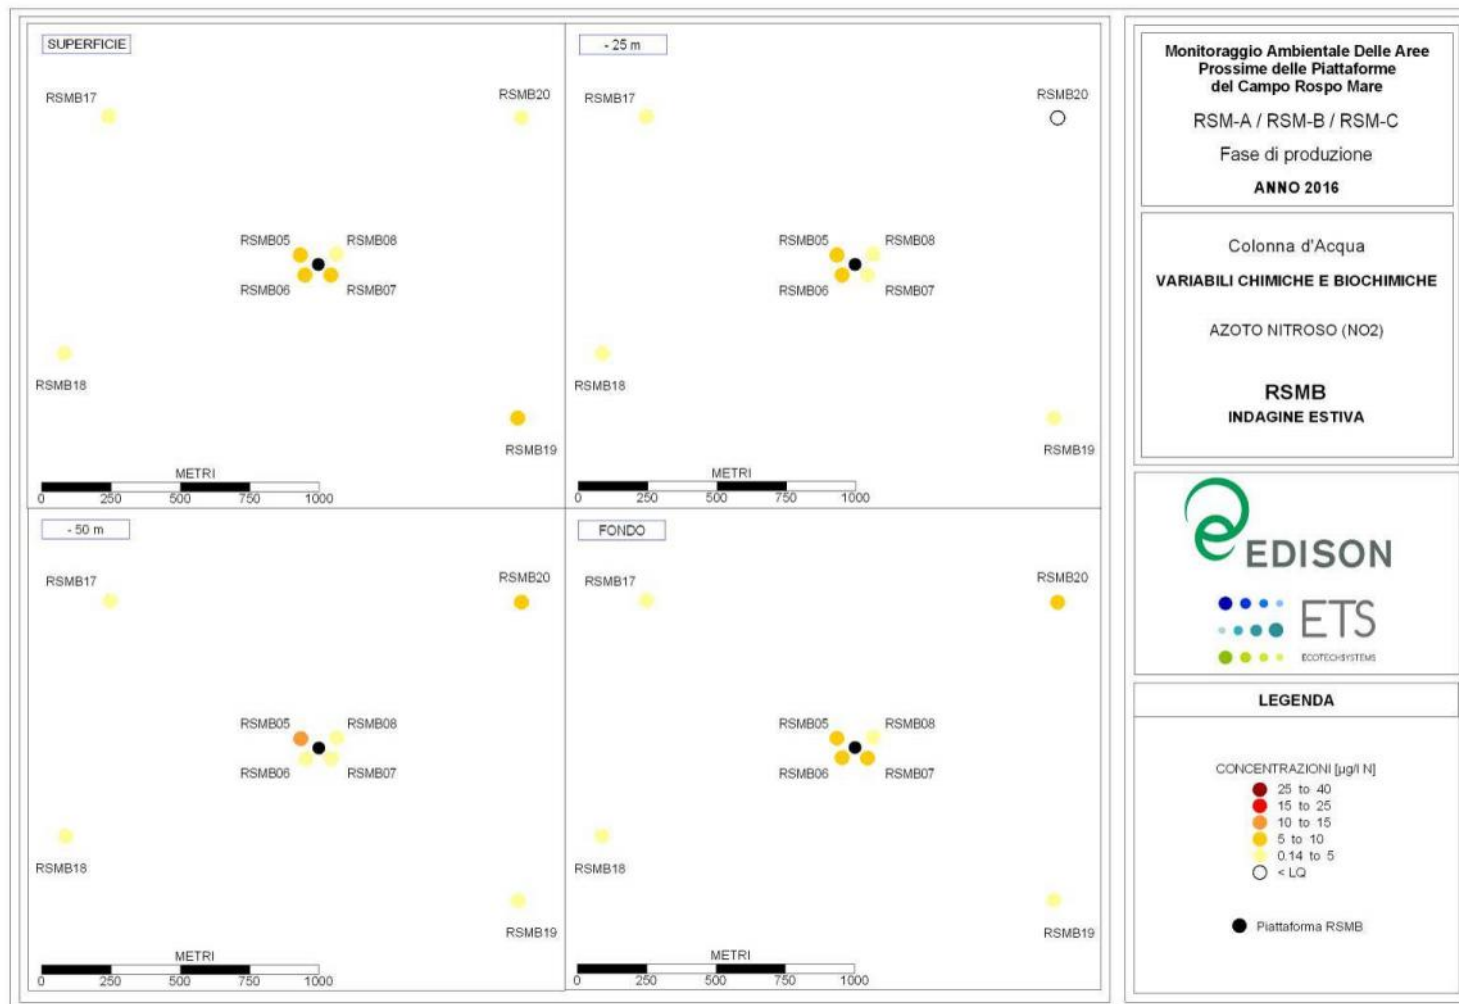 SUPERFICIE
RSMB17
RSMB20
RSMB05
RSMB08
RSMB06
RSMB07
RSMB18
RSMB19
METRI
0 250 500 750 1000
- 25 m
RSMB17
RSMB20
RSMB05
RSMB08
RSMB06
RSMB07
RSMB18
RSMB19
METRI
0 250 500 750 1000
- 50 m
RSMB17
RSMB20
RSMB05
RSMB08
RSMB06
RSMB07
RSMB18
RSMB19
METRI
0 250 500 750 1000
FONDO
RSMB17
RSMB20
RSMB05
RSMB08
RSMB06
RSMB07
RSMB18
RSMB19
METRI
0 250 500 750 1000
Monitoraggio Ambientale Delle Aree
Prossime delle Piattaforme
del Campo Rospo Mare
RSM-A / RSM-B / RSM-C
Fase di produzione
ANNO 2016
Colonna d'Acqua
VARIABILI CHIMICHE E BIOCHIMICHE
AZOTO NITROSO (NO2)
RSMB
INDAGINE ESTIVA
EDISON
ETS
ECOTECHSYSTEMS
LEGENDA
CONCENTRAZIONI [µg/l N]
25 to 40
15 to 25
10 to 15
5 to 10
0.14 to 5
< LQ
Piattaforma RSMB